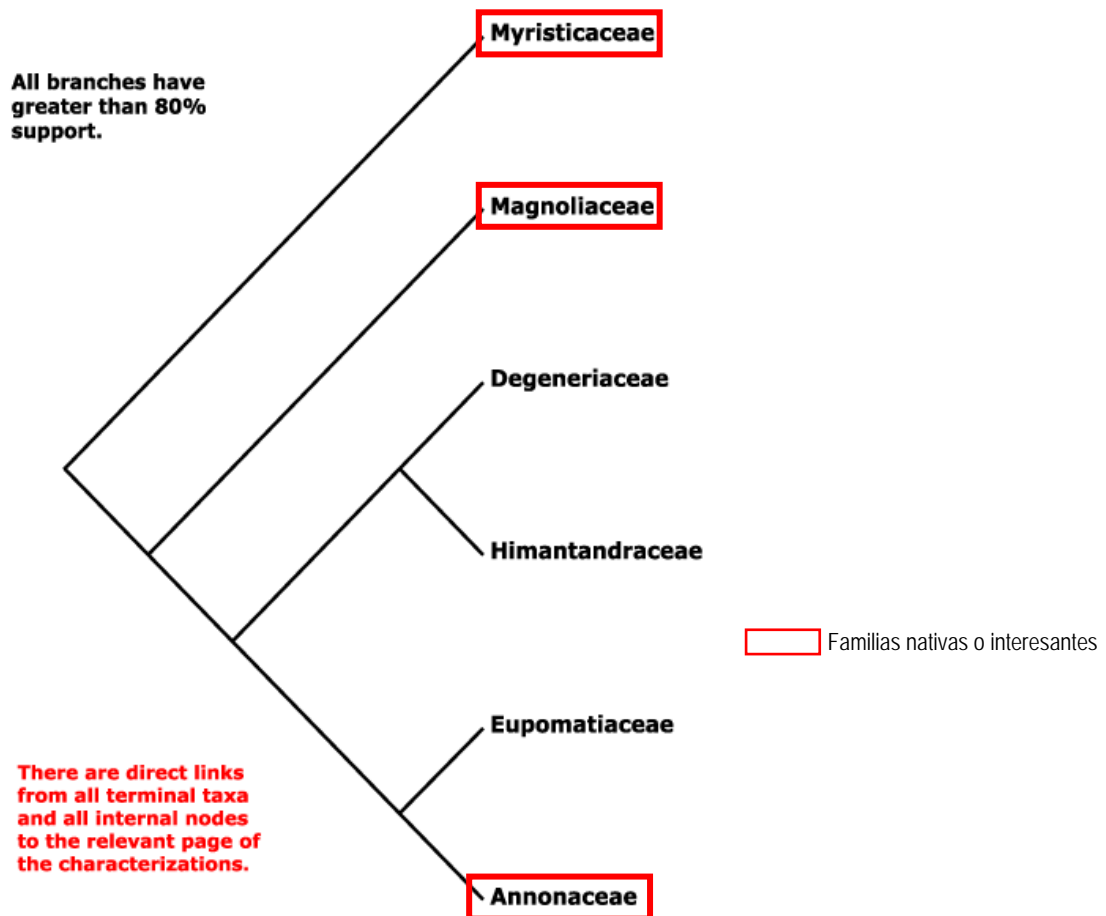 Myristicaceae
All branches have
greater than 80%
support.
Magnoliaceae
Degeneriaceae
Himantandraceae
Familias nativas o interesantes
Eupomatiaceae
There are direct links
from all terminal taxa
and all internal nodes
to the relevant page of
the characterizations.
Annonaceae